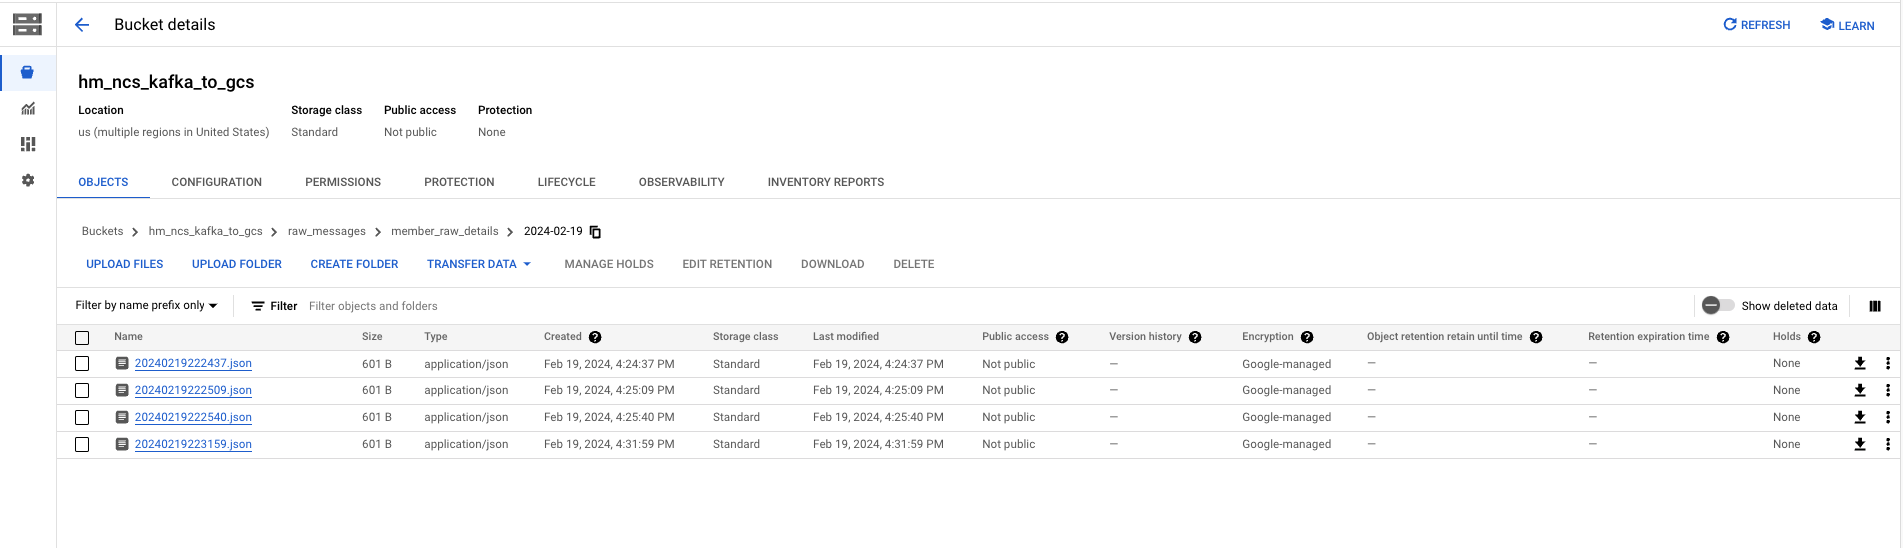 Bucket details
REFRESH
LEARN
hm_ncs_kafka_to_gcs
Location Storage class Public access Protection
us (multiple regions in United States) Standard Not public None
OBJECTS CONFIGURATION PERMISSIONS PROTECTION LIFECYCLE OBSERVABILITY INVENTORY REPORTS
Buckets > hm_ncs_kafka_to_gcs > raw_messages > member_raw_details > 2024-02-19
UPLOAD FILES UPLOAD FOLDER CREATE FOLDER TRANSFER DATA MANAGE HOLDS EDIT RETENTION DOWNLOAD DELETE
Filter by name prefix only Filter Filter objects and folders Show deleted data
Name Size Type Created Storage class Last modified Public access Version history Encryption Object retention retain until time Retention expiration time Holds
20240219222437.json 601 B application/json Feb 19, 2024, 4:24:37 PM Standard Feb 19, 2024, 4:24:37 PM Not public — Google-managed — — None
20240219222509.json 601 B application/json Feb 19, 2024, 4:25:09 PM Standard Feb 19, 2024, 4:25:09 PM Not public — Google-managed — — None
20240219222540.json 601 B application/json Feb 19, 2024, 4:25:40 PM Standard Feb 19, 2024, 4:25:40 PM Not public — Google-managed — — None
20240219223159.json 601 B application/json Feb 19, 2024, 4:31:59 PM Standard Feb 19, 2024, 4:31:59 PM Not public — Google-managed — — None